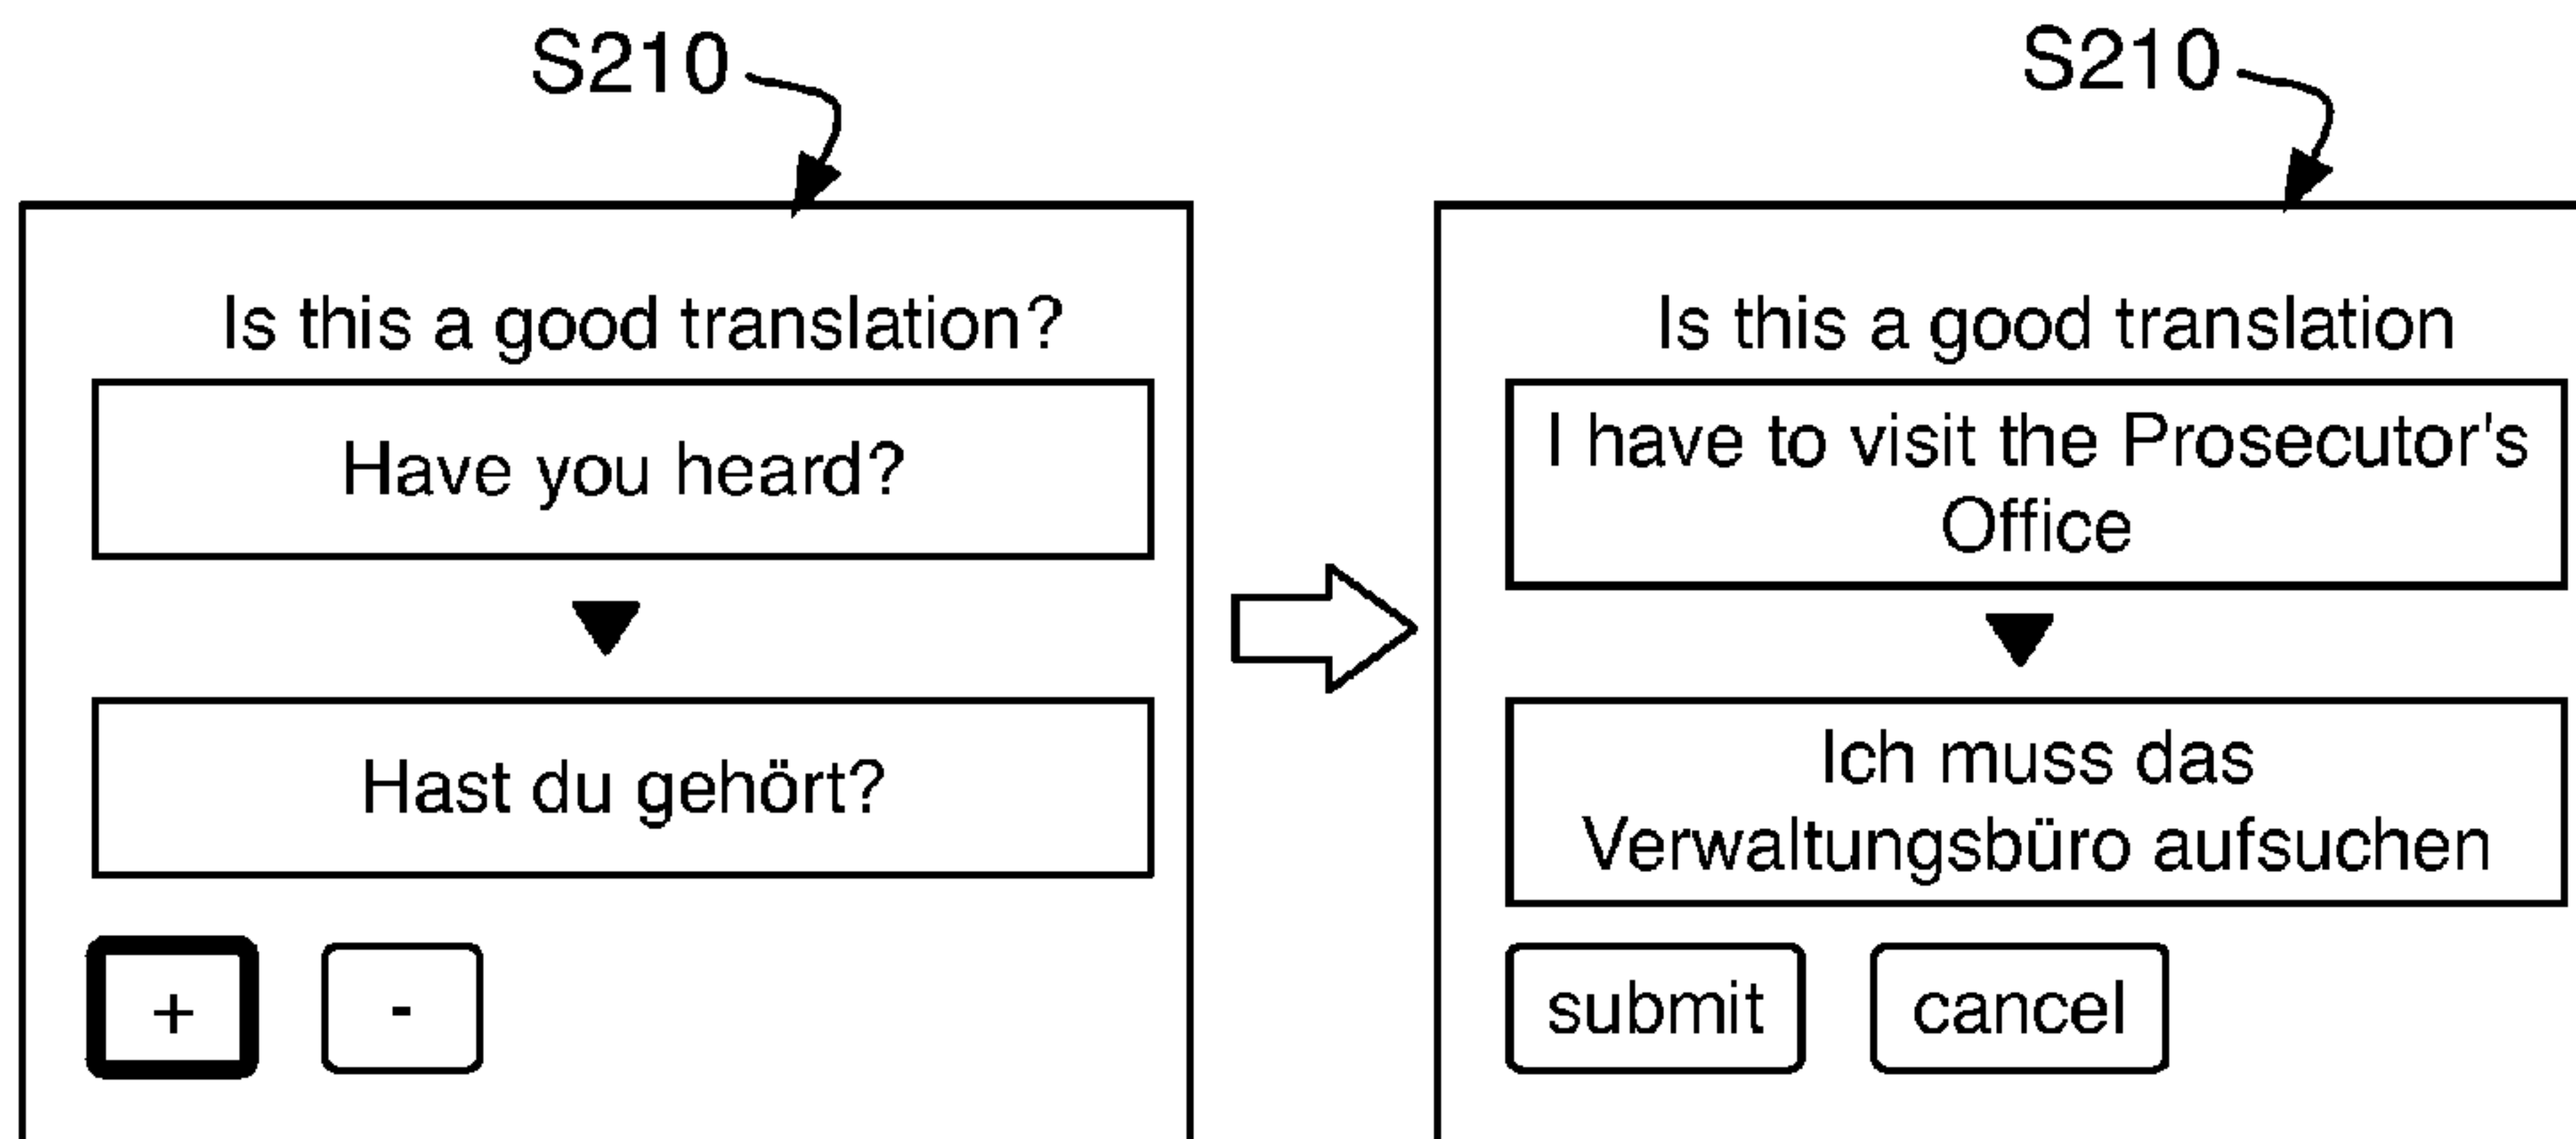 S210
Is this a good translation?
Have you heard?
Hast du gehört?
+ -
S210
Is this a good translation
I have to visit the Prosecutor's
Office
Ich muss das
Verwaltungsbüro aufsuchen
submit cancel